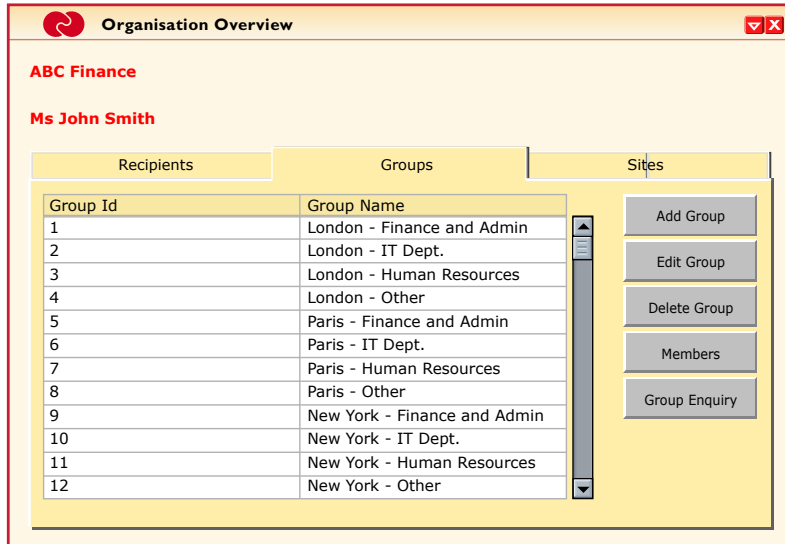 Organisation Overview
ABC Finance
Ms John Smith
Recipients Groups Sites
Group Id Group Name
1 London - Finance and Admin
2 London - IT Dept.
3 London - Human Resources
4 London - Other
5 Paris - Finance and Admin
6 Paris - IT Dept.
7 Paris - Human Resources
8 Paris - Other
9 New York - Finance and Admin
10 New York - IT Dept.
11 New York - Human Resources
12 New York - Other
Add Group
Edit Group
Delete Group
Members
Group Enquiry